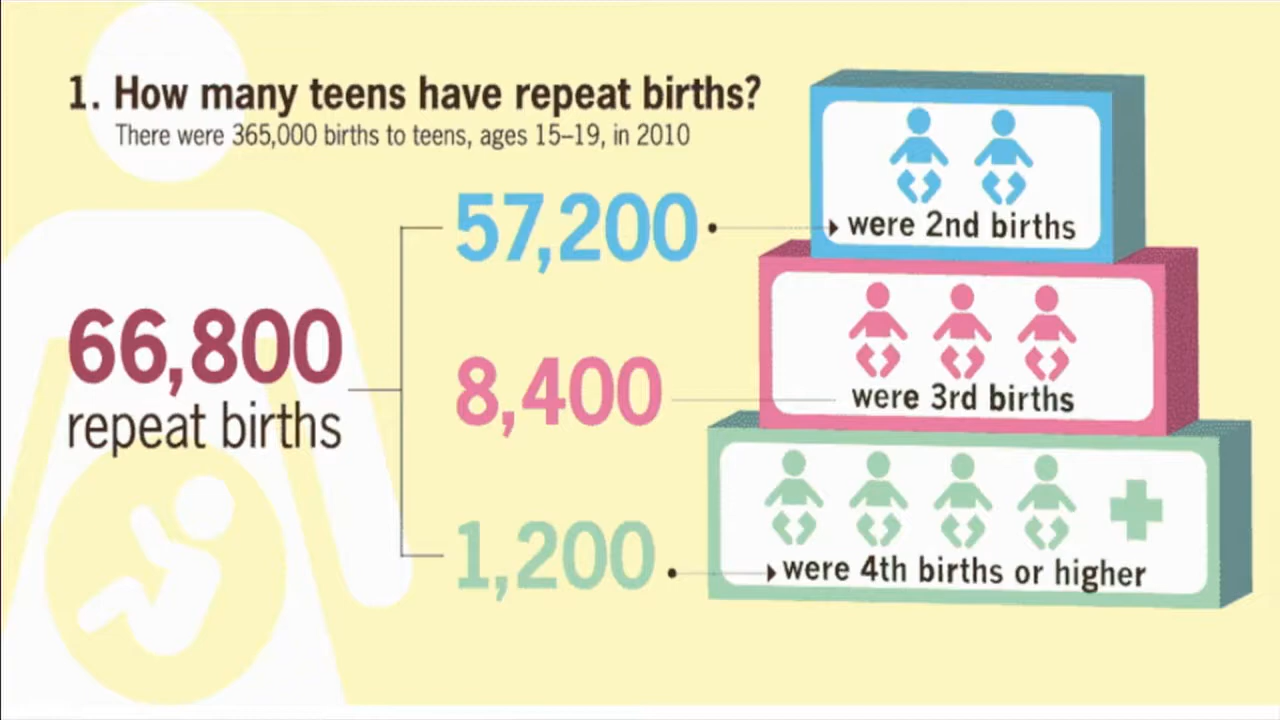 1. How many teens have repeat births?
There were 365,000 births to teens, ages 15–19, in 2010
66,800
repeat births
57,200
were 2nd births
8,400
were 3rd births
1,200
were 4th births or higher